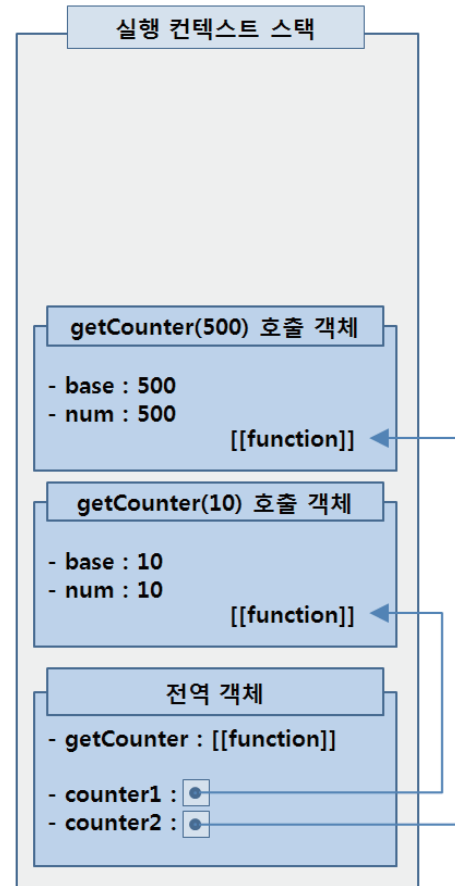 실행 컨텍스트 스택
getCounter(500) 호출 객체
- base : 500
- num : 500
[[function]]
getCounter(10) 호출 객체
- base : 10
- num : 10
[[function]]
전역 객체
- getCounter : [[function]]
- counter1 :
- counter2 :